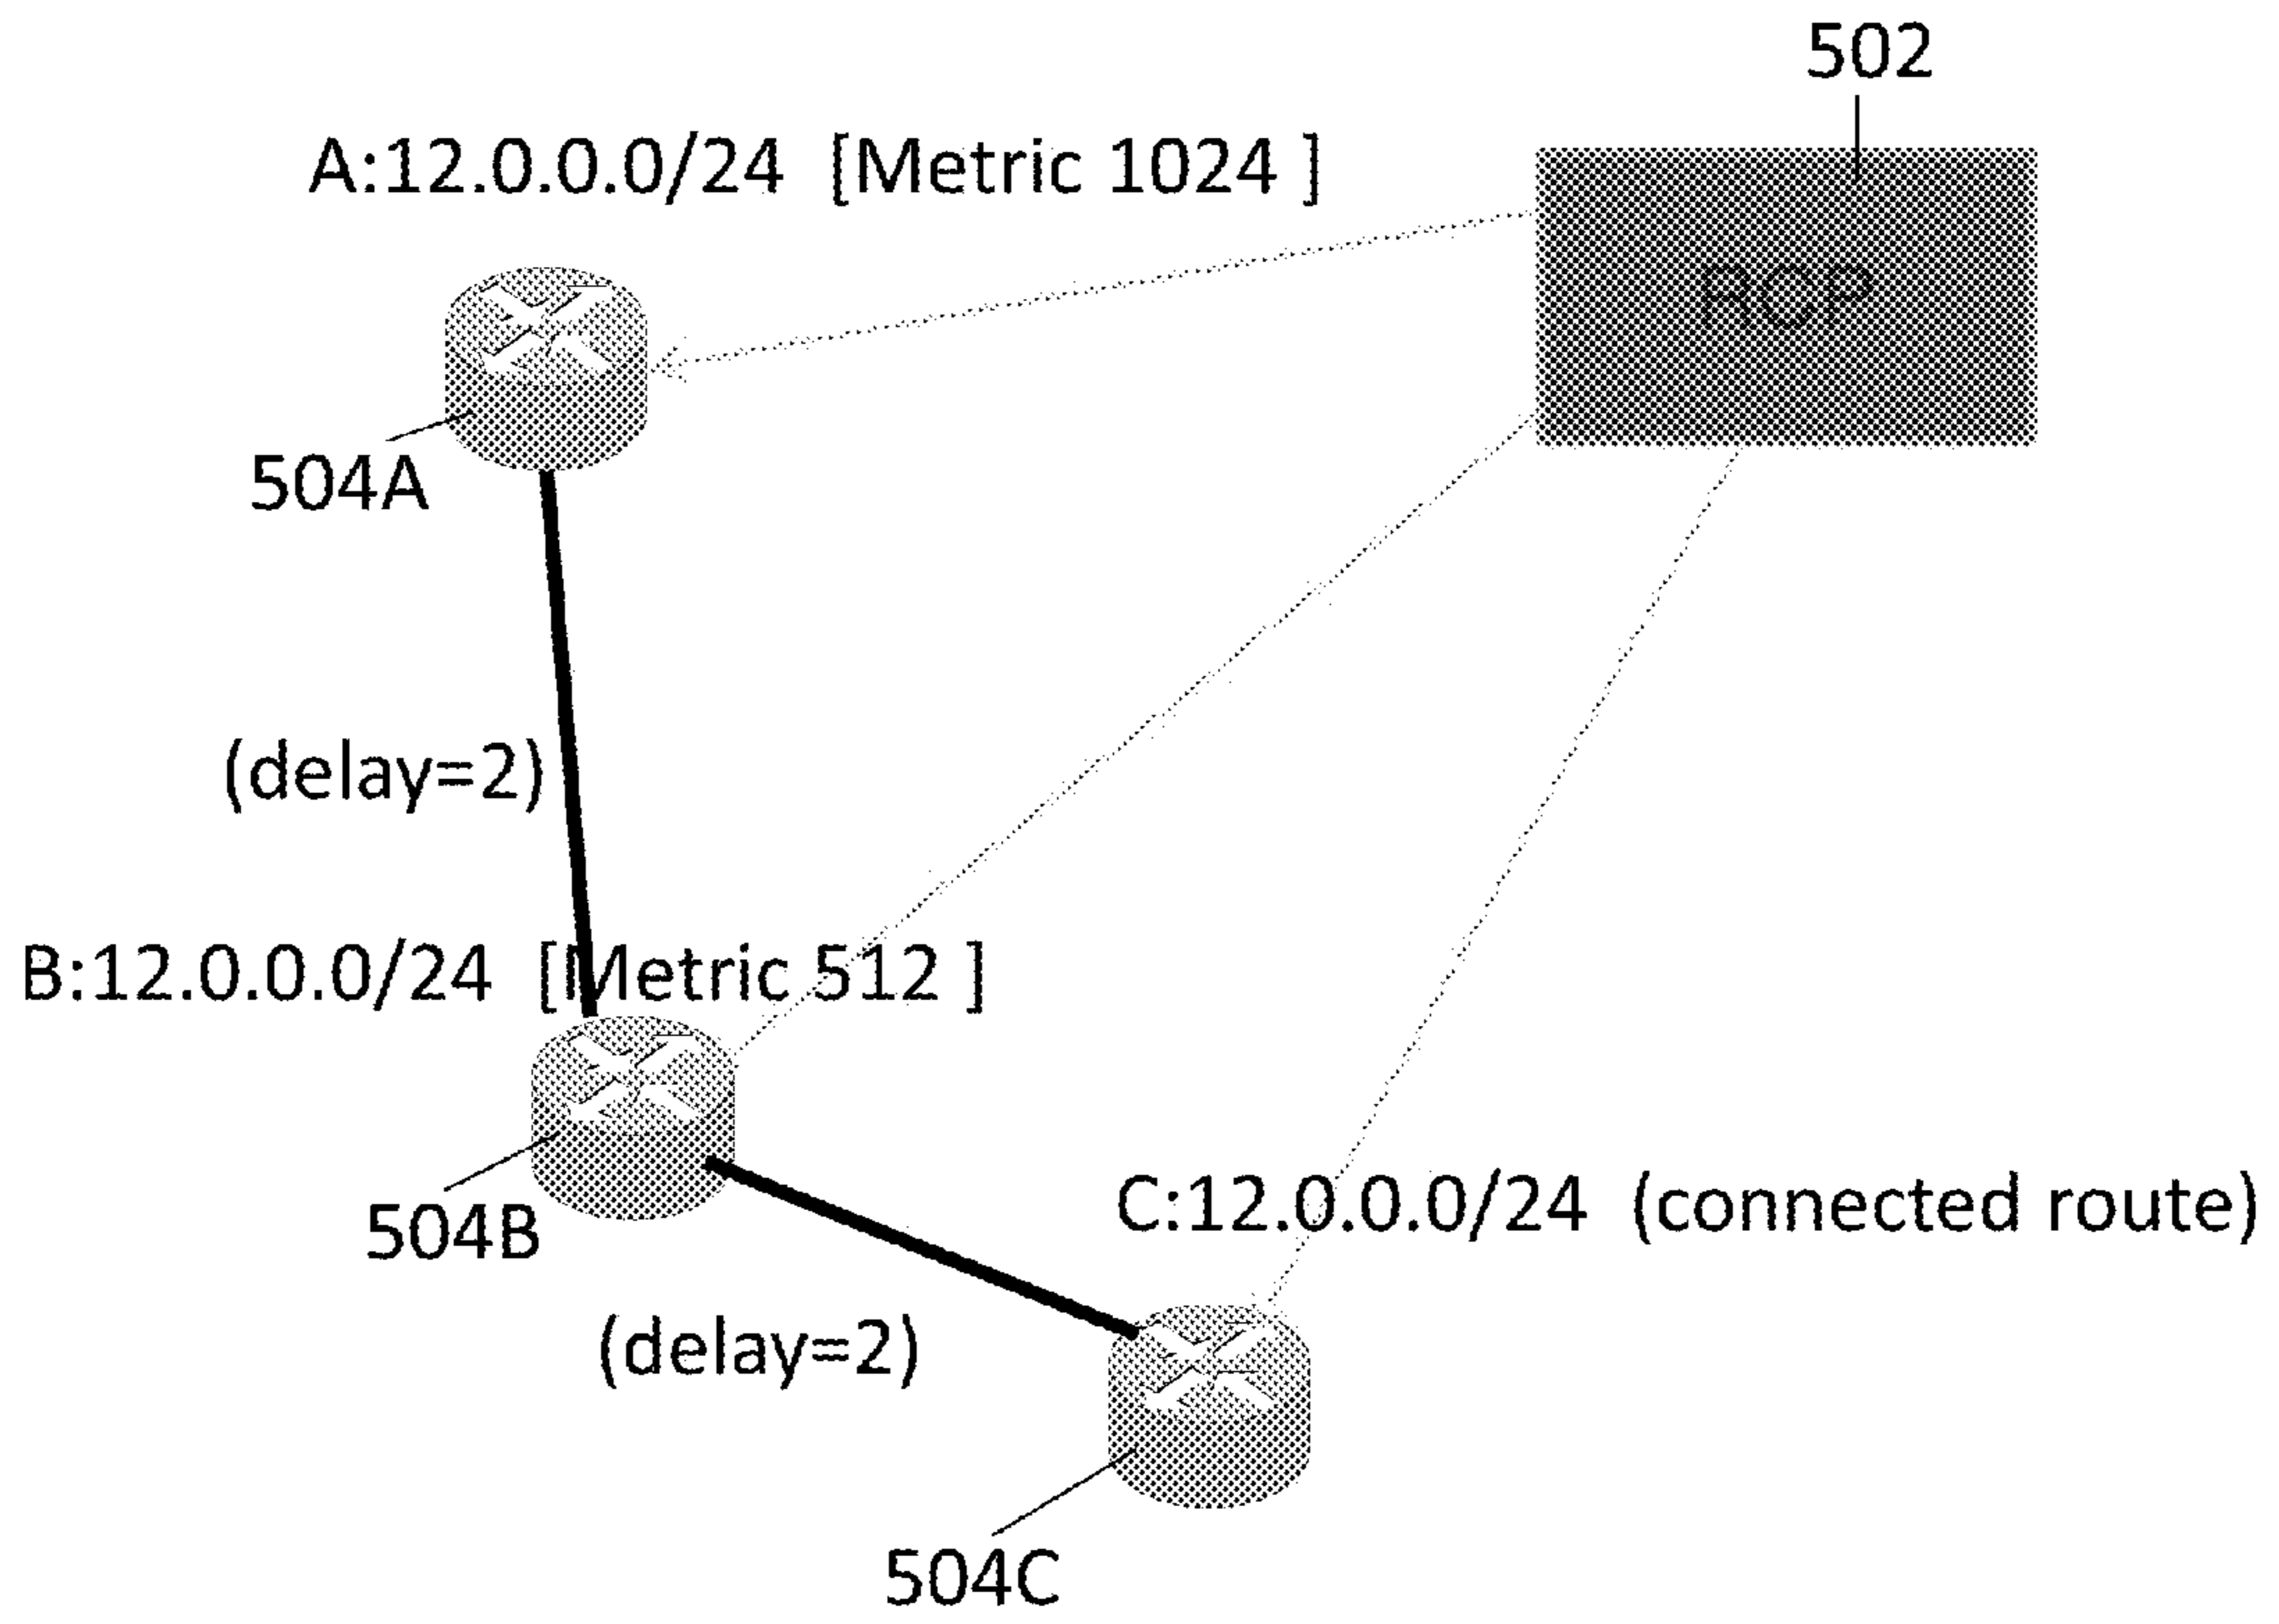 502
A:12.0.0.0/24 [Metric 1024 ]
RCP
504A
(delay=2)
B:12.0.0.0/24 [Metric 512 ]
504B
C:12.0.0.0/24 (connected route)
(delay=2)
504C